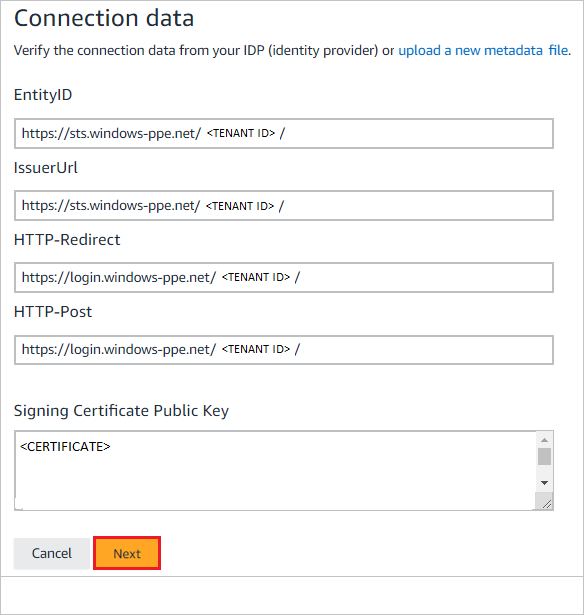 Connection data
Verify the connection data from your IDP (identity provider) or upload a new metadata file.
EntityID
https://sts.windows-ppe.net/ <TENANT ID> /
IssuerUrl
https://sts.windows-ppe.net/ <TENANT ID> /
HTTP-Redirect
https://login.windows-ppe.net/ <TENANT ID> /
HTTP-Post
https://login.windows-ppe.net/ <TENANT ID> /
Signing Certificate Public Key
<CERTIFICATE>
Cancel Next